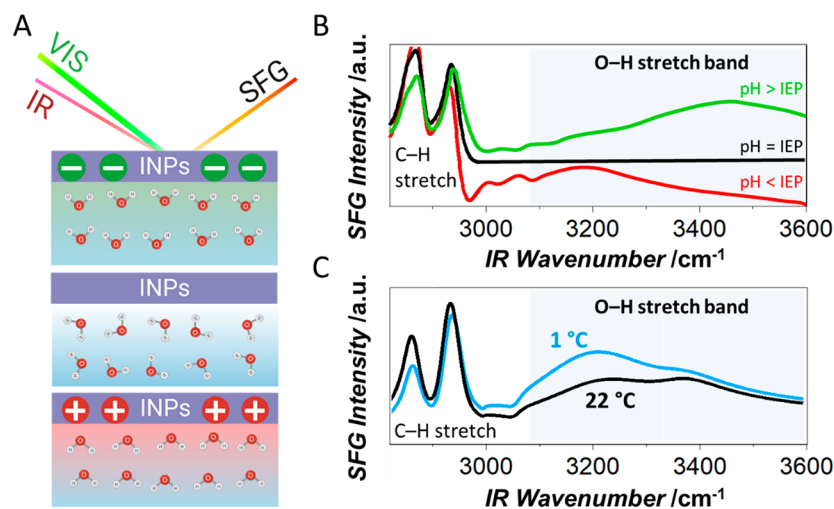 A
VIS
IR
SFG
INPs
INPs
INPs
B
SFG Intensity /a.u.
O–H stretch band
pH > IEP
pH = IEP
pH < IEP
C–H
stretch
3000
3200
3400
3600
IR Wavenumber /cm⁻¹
C
SFG Intensity /a.u.
O–H stretch band
1 °C
22 °C
C–H stretch
3000
3200
3400
3600
IR Wavenumber /cm⁻¹